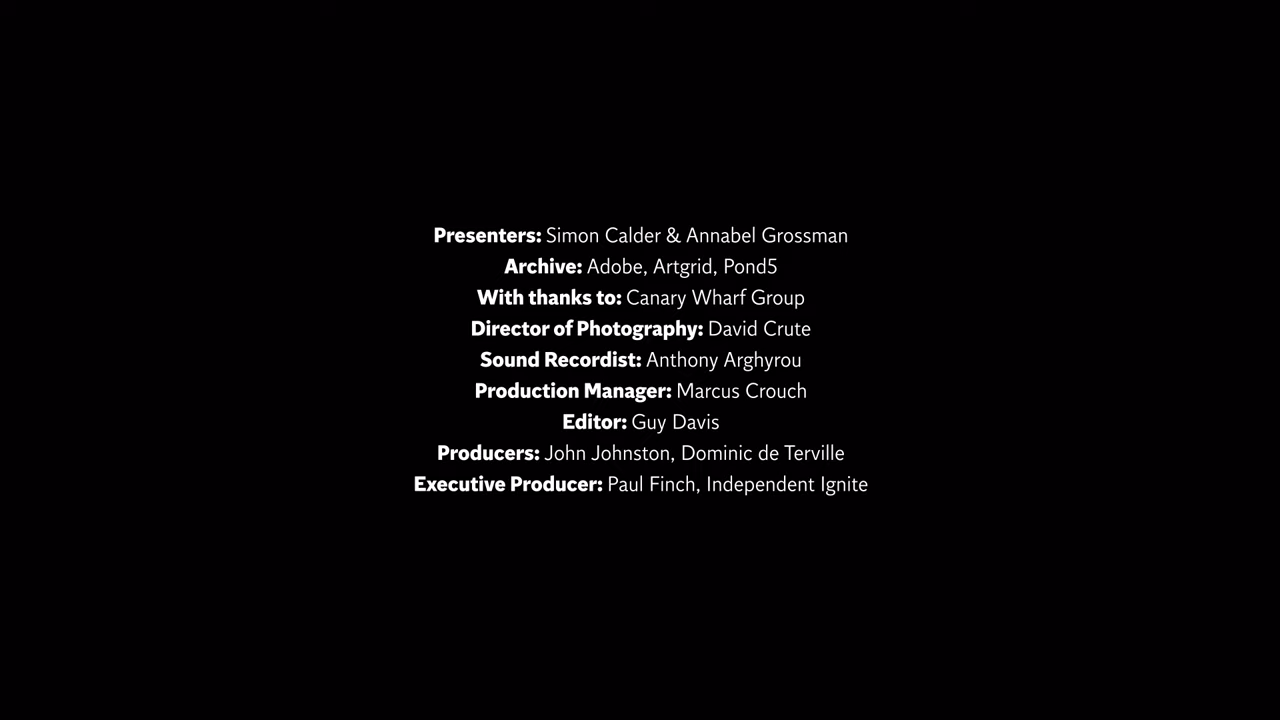 Presenters: Simon Calder & Annabel Grossman
Archive: Adobe, Artgrid, Pond5
With thanks to: Canary Wharf Group
Director of Photography: David Crute
Sound Recordist: Anthony Arghyrou
Production Manager: Marcus Crouch
Editor: Guy Davis
Producers: John Johnston, Dominic de Terville
Executive Producer: Paul Finch, Independent Ignite